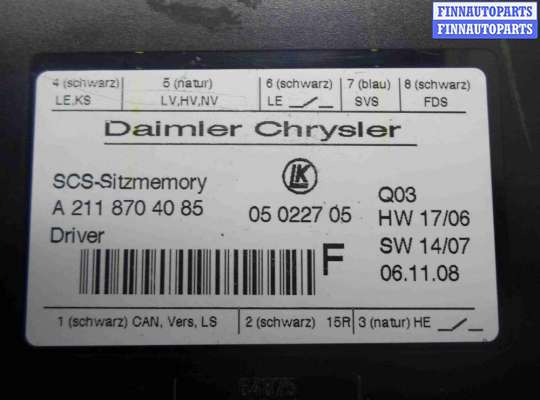 FINNAUTOPARTS
FINNAUTOPARTS
4 (schwarz) 5 (natur) 6 (schwarz) 7 (blau) 8 (schwarz)
LE,KS LV,HV,NV LE SVS FDS
Daimler Chrysler
SCS-Sitzmemory LK Q03
A 211 870 40 85 05 0227 05 HW 17/06
Driver F SW 14/07
06.11.08
1 (schwarz) CAN, Vers, LS 2 (schwarz) 15R 3 (natur) HE